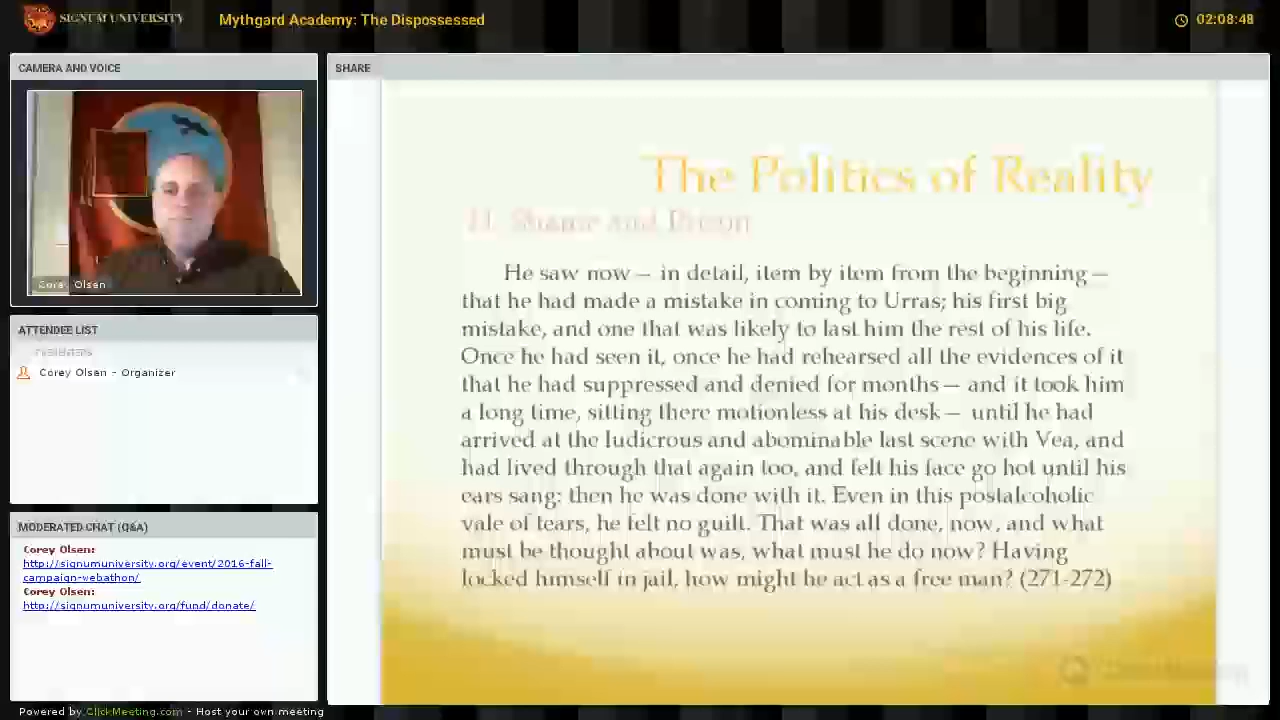 SIGNUM UNIVERSITY
Mythgard Academy: The Dispossessed
02:08:48
CAMERA AND VOICE
SHARE
Corey Olsen
The Politics of Reality
Shame and Prison
He saw now — in detail, item by item from the beginning —
that he had made a mistake in coming to Urras; his first big
mistake, and one that was likely to last him the rest of his life.
Once he had seen it, once he had rehearsed all the evidences of it
that he had suppressed and denied for months — and it took him
a long time, sitting there motionless at his desk — until he had
arrived at the ludicrous and abominable last scene with Vea, and
had lived through that again too, and felt his face go hot until his
ears sang: then he was done with it. Even in this postalcoholic
vale of tears, he felt no guilt. That was all done, now, and what
must be thought about was, what must he do now? Having
locked himself in jail, how might he act as a free man? (271-272)
ATTENDEE LIST
PRESENTERS
Corey Olsen - Organizer
MODERATED CHAT (Q&A)
Corey Olsen:
http://signumuniversity.org/event/2016-fall-
campaign-webathon/
Corey Olsen:
http://signumuniversity.org/fund/donate/
Powered by ClickMeeting.com - Host your own meeting